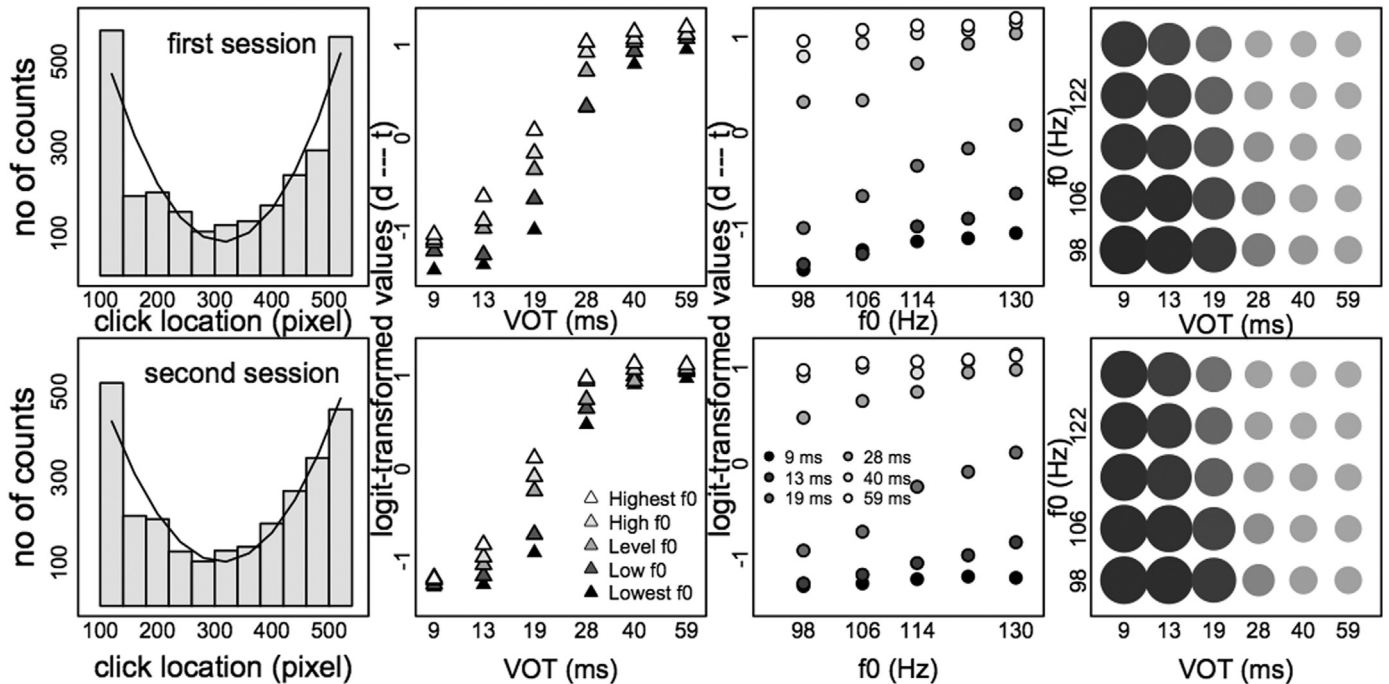 first session
no of counts
100 300 500
100 200 300 400 500
click location (pixel)
logit-transformed values (d --- t)
-1 0 1
9 13 19 28 40 59
VOT (ms)
logit-transformed values (d --- t)
-1 0 1
98 106 114 130
f0 (Hz)
f0 (Hz)
98 106 122
9 13 19 28 40 59
VOT (ms)
second session
no of counts
100 300 500
100 200 300 400 500
click location (pixel)
-1 0 1
Highest f0
High f0
Level f0
Low f0
Lowest f0
9 13 19 28 40 59
VOT (ms)
-1 0 1
9 ms 28 ms
13 ms 40 ms
19 ms 59 ms
98 106 114 130
f0 (Hz)
f0 (Hz)
98 106 122
9 13 19 28 40 59
VOT (ms)